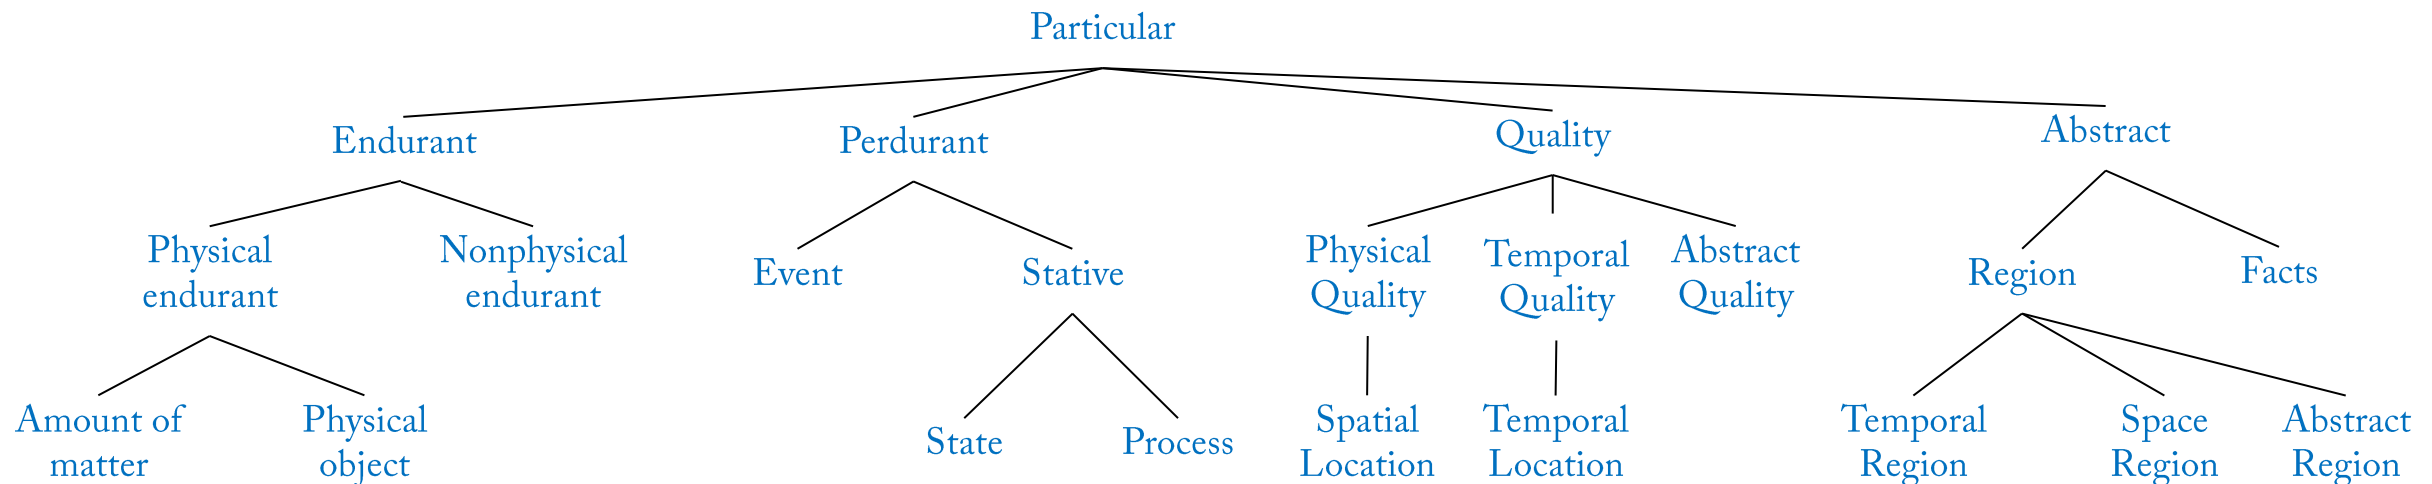 Particular
Endurant
Perdurant
Quality
Abstract
Physical
endurant
Nonphysical
endurant
Event
Stative
Physical
Quality
Temporal
Quality
Abstract
Quality
Region
Facts
Amount of
matter
Physical
object
State
Process
Spatial
Location
Temporal
Location
Temporal
Region
Space
Region
Abstract
Region